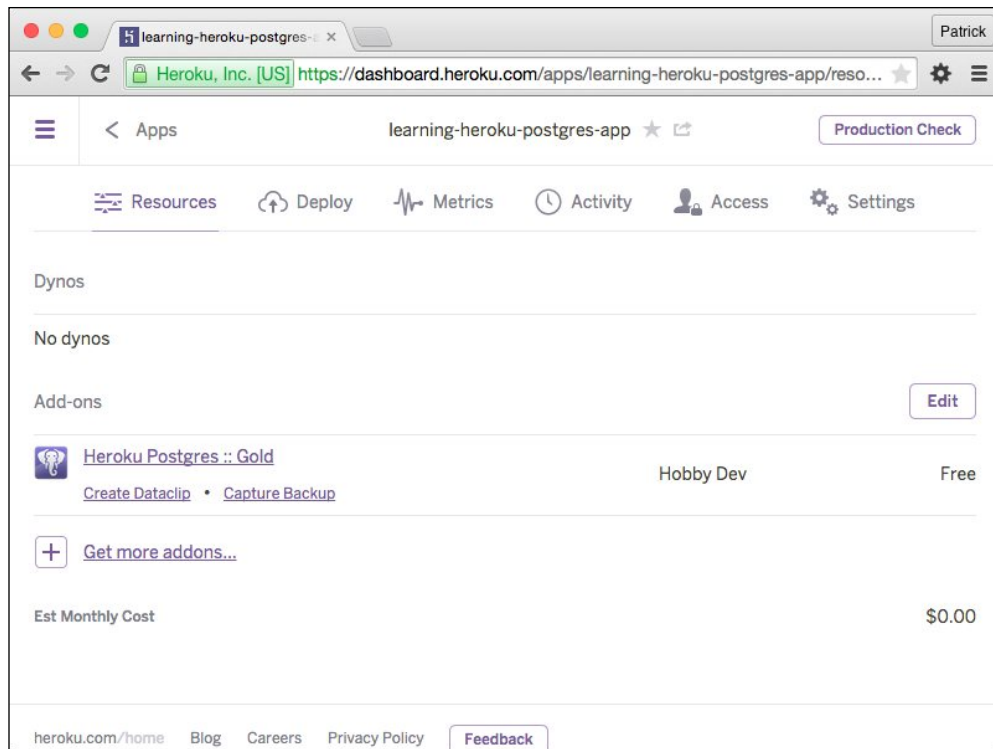 learning-heroku-postgres-a
Patrick
Heroku, Inc. [US] https://dashboard.heroku.com/apps/learning-heroku-postgres-app/reso...
Apps learning-heroku-postgres-app Production Check
Resources Deploy Metrics Activity Access Settings
Dynos
No dynos
Add-ons Edit
Heroku Postgres :: Gold
Hobby Dev Free
Create Dataclip • Capture Backup
Get more addons...
Est Monthly Cost $0.00
heroku.com/home Blog Careers Privacy Policy Feedback